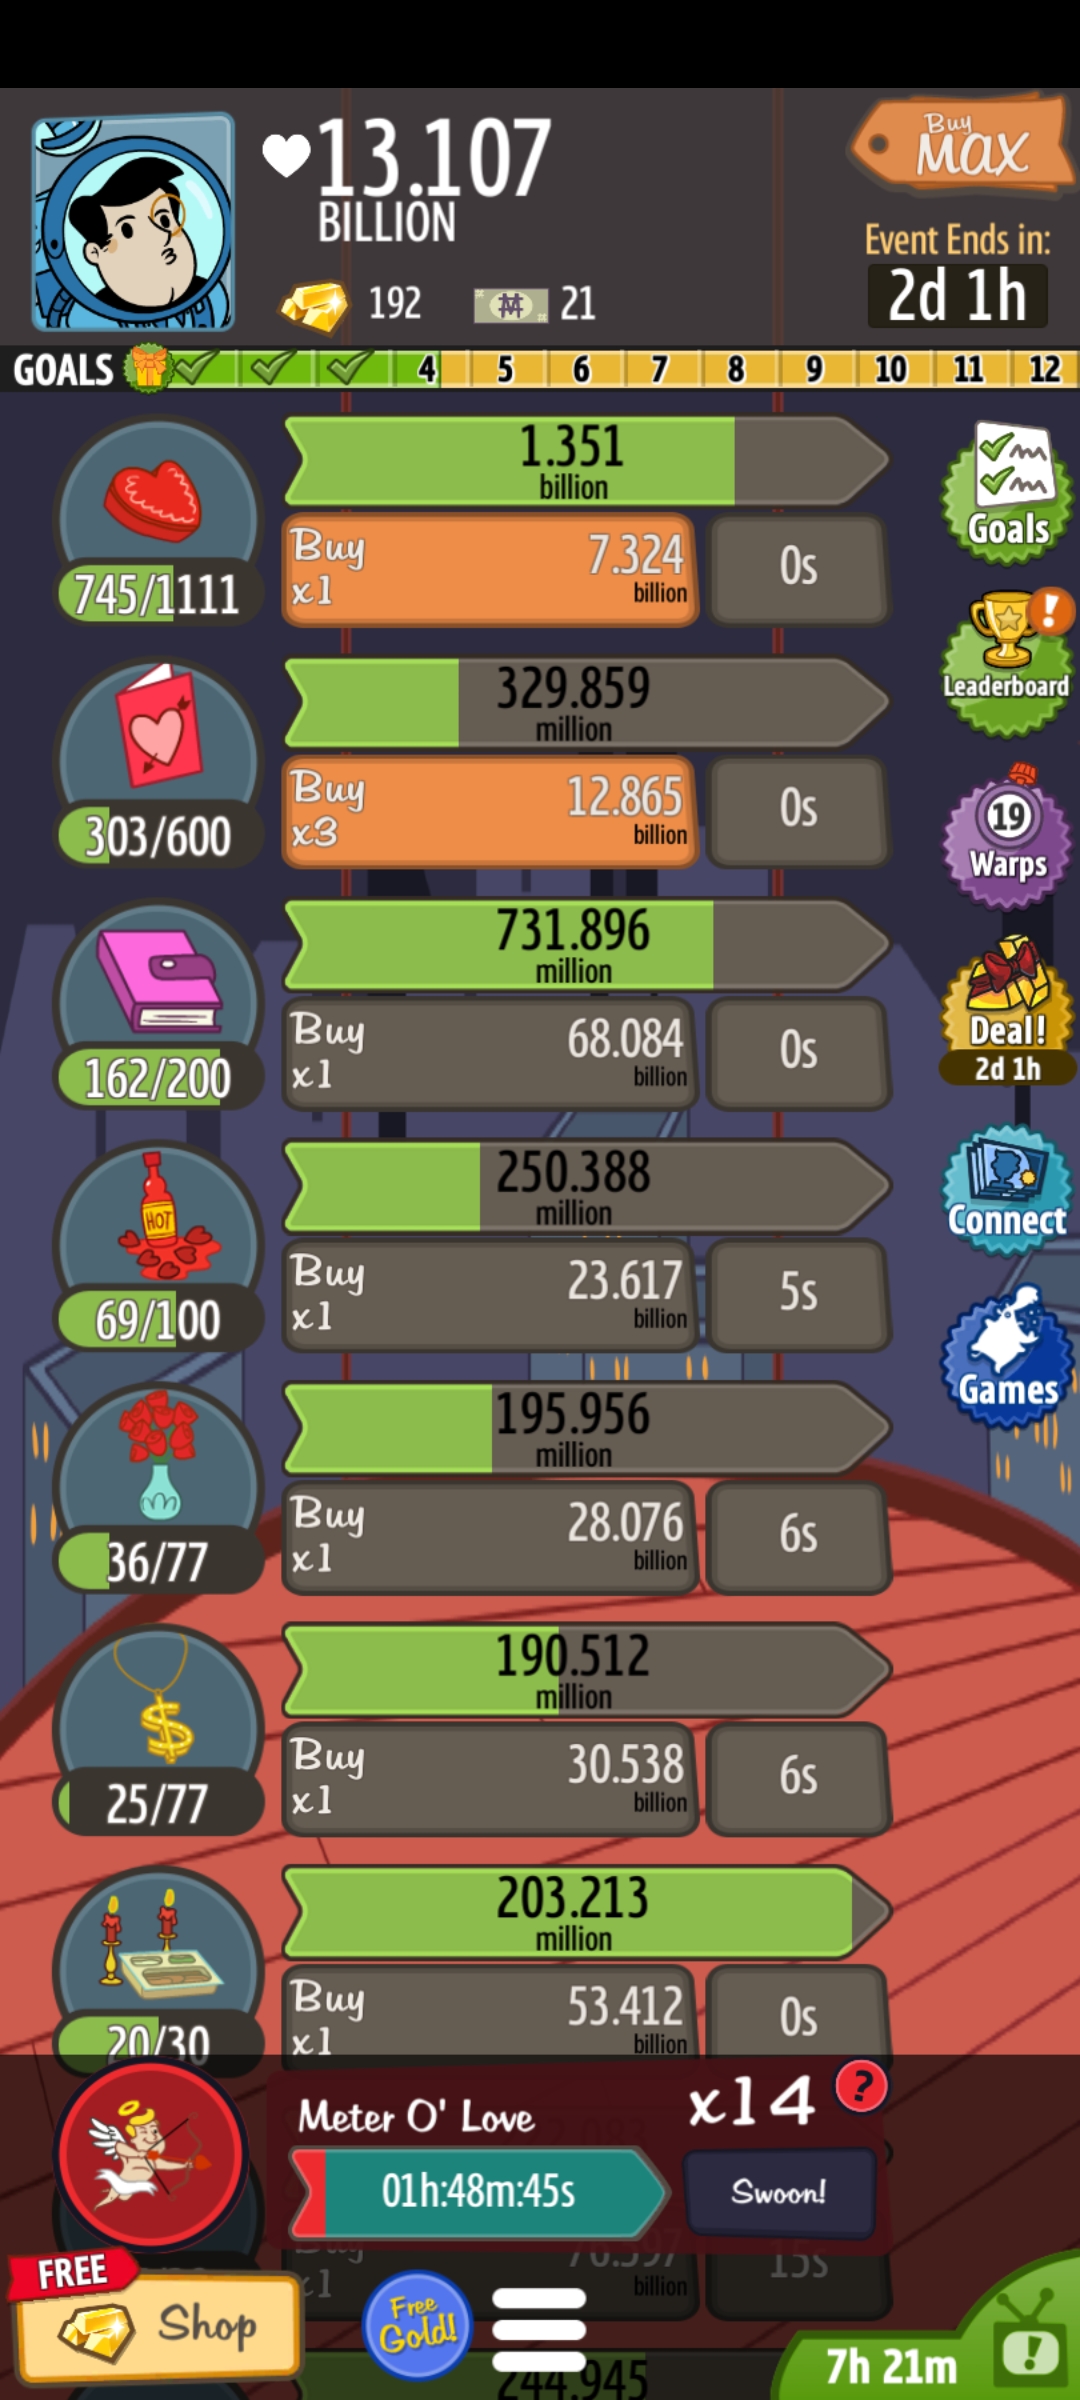 13.107
BILLION
192
21
Buy
MAX
Event Ends in:
2d 1h
GOALS
4
5
6
7
8
9
10
11
12
1.351
billion
745/1111
Buy
x1
7.324
billion
0s
Goals
Leaderboard
329.859
million
303/600
Buy
x3
12.865
billion
0s
19
Warps
731.896
million
162/200
Buy
x1
68.084
billion
0s
Deal!
2d 1h
250.388
million
HOT
69/100
Buy
x1
23.617
billion
5s
Connect
195.956
million
36/77
Buy
x1
28.076
billion
6s
Games
190.512
million
25/77
Buy
x1
30.538
billion
6s
203.213
million
20/30
Buy
x1
53.412
billion
0s
Meter O' Love
x14
?
01h:48m:45s
Swoon!
Buy
x1
76.597
billion
15s
FREE
Shop
Free
Gold!
7h 21m
244.945